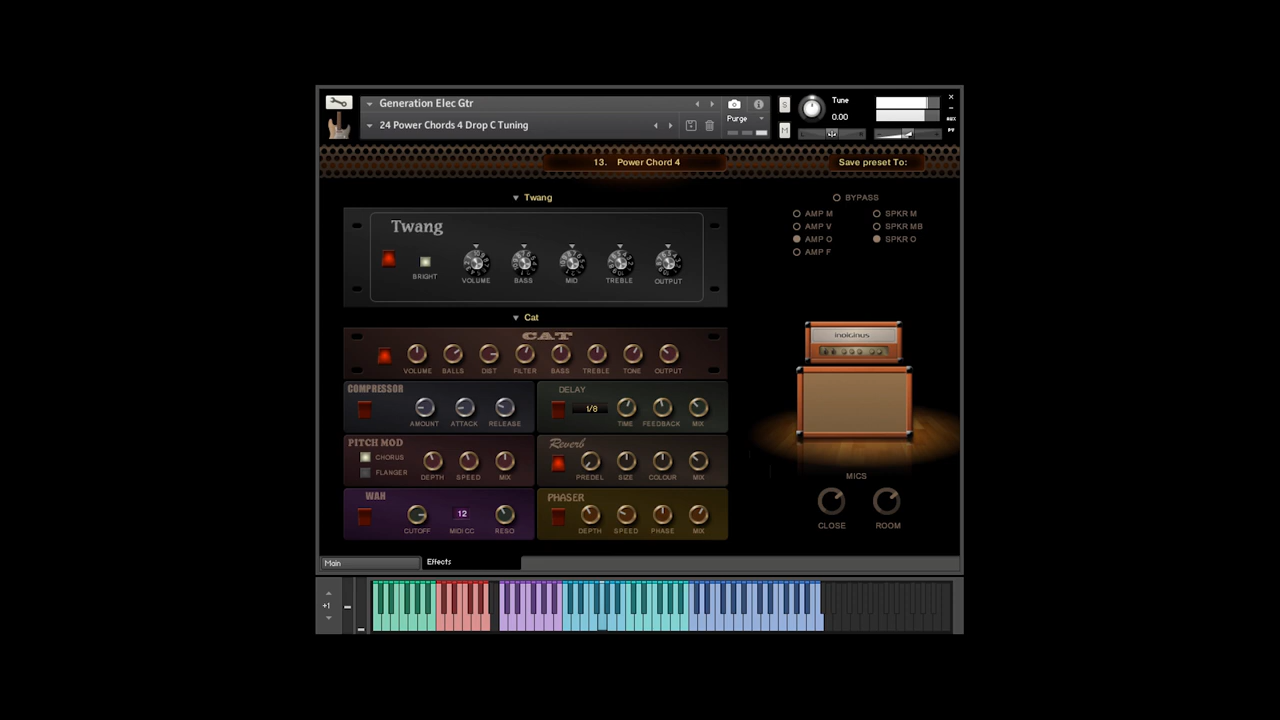 Generation Elec Gtr
S
Tune
24 Power Chords 4 Drop C Tuning
Purge
M
0.00
L R
AUX
PV
13. Power Chord 4
Save preset To:
Twang
BYPASS
Twang
AMP M SPKR M
AMP V SPKR MB
AMP O SPKR O
AMP F
BRIGHT VOLUME BASS MID TREBLE OUTPUT
Cat
CAT
VOLUME BALLS DIST FILTER BASS TREBLE TONE OUTPUT
COMPRESSOR
AMOUNT ATTACK RELEASE
DELAY
1/8
TIME FEEDBACK MIX
PITCH MOD
CHORUS
FLANGER
DEPTH SPEED MIX
Reverb
PREDEL SIZE COLOUR MIX
WAH
12
CUTOFF MIDI CC RESO
PHASER
DEPTH SPEED PHASE MIX
MICS
CLOSE ROOM
Main
Effects
+1